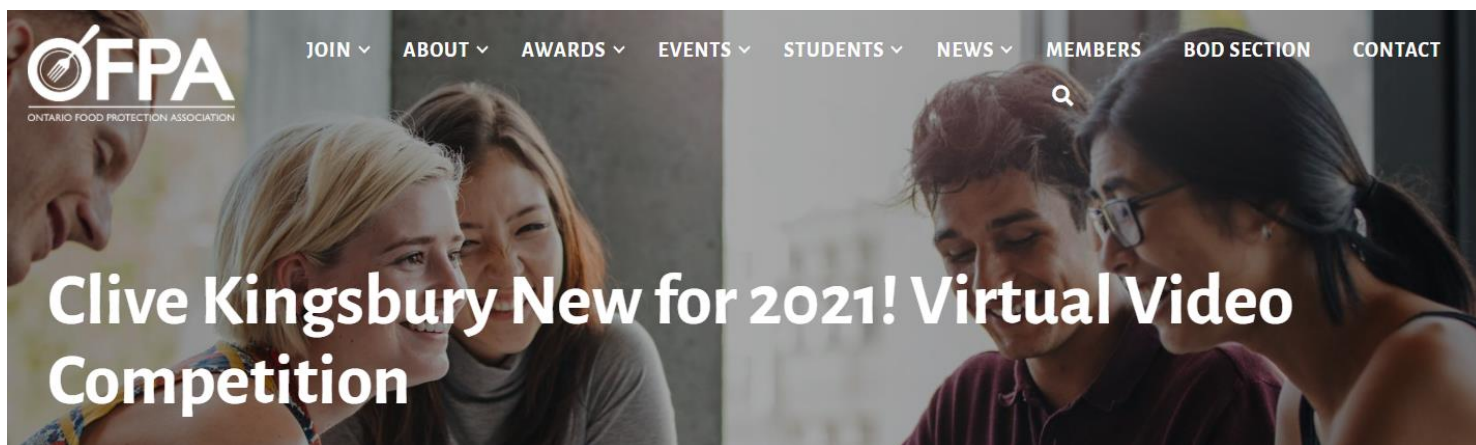 OFPA
ONTARIO FOOD PROTECTION ASSOCIATION
JOIN
ABOUT
AWARDS
EVENTS
STUDENTS
NEWS
MEMBERS
BOD SECTION
CONTACT
Clive Kingsbury New for 2021! Virtual Video
Competition